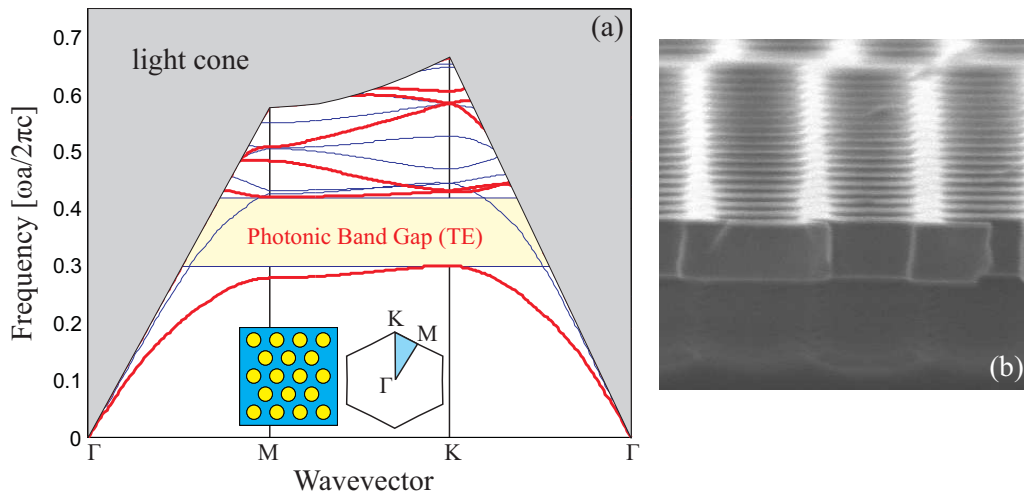 (a)
light cone
Photonic Band Gap (TE)
Frequency [ωa/2πc]
0.7
0.6
0.5
0.4
0.3
0.2
0.1
0
K
M
Γ
Γ
M
K
Γ
Wavevector
(b)